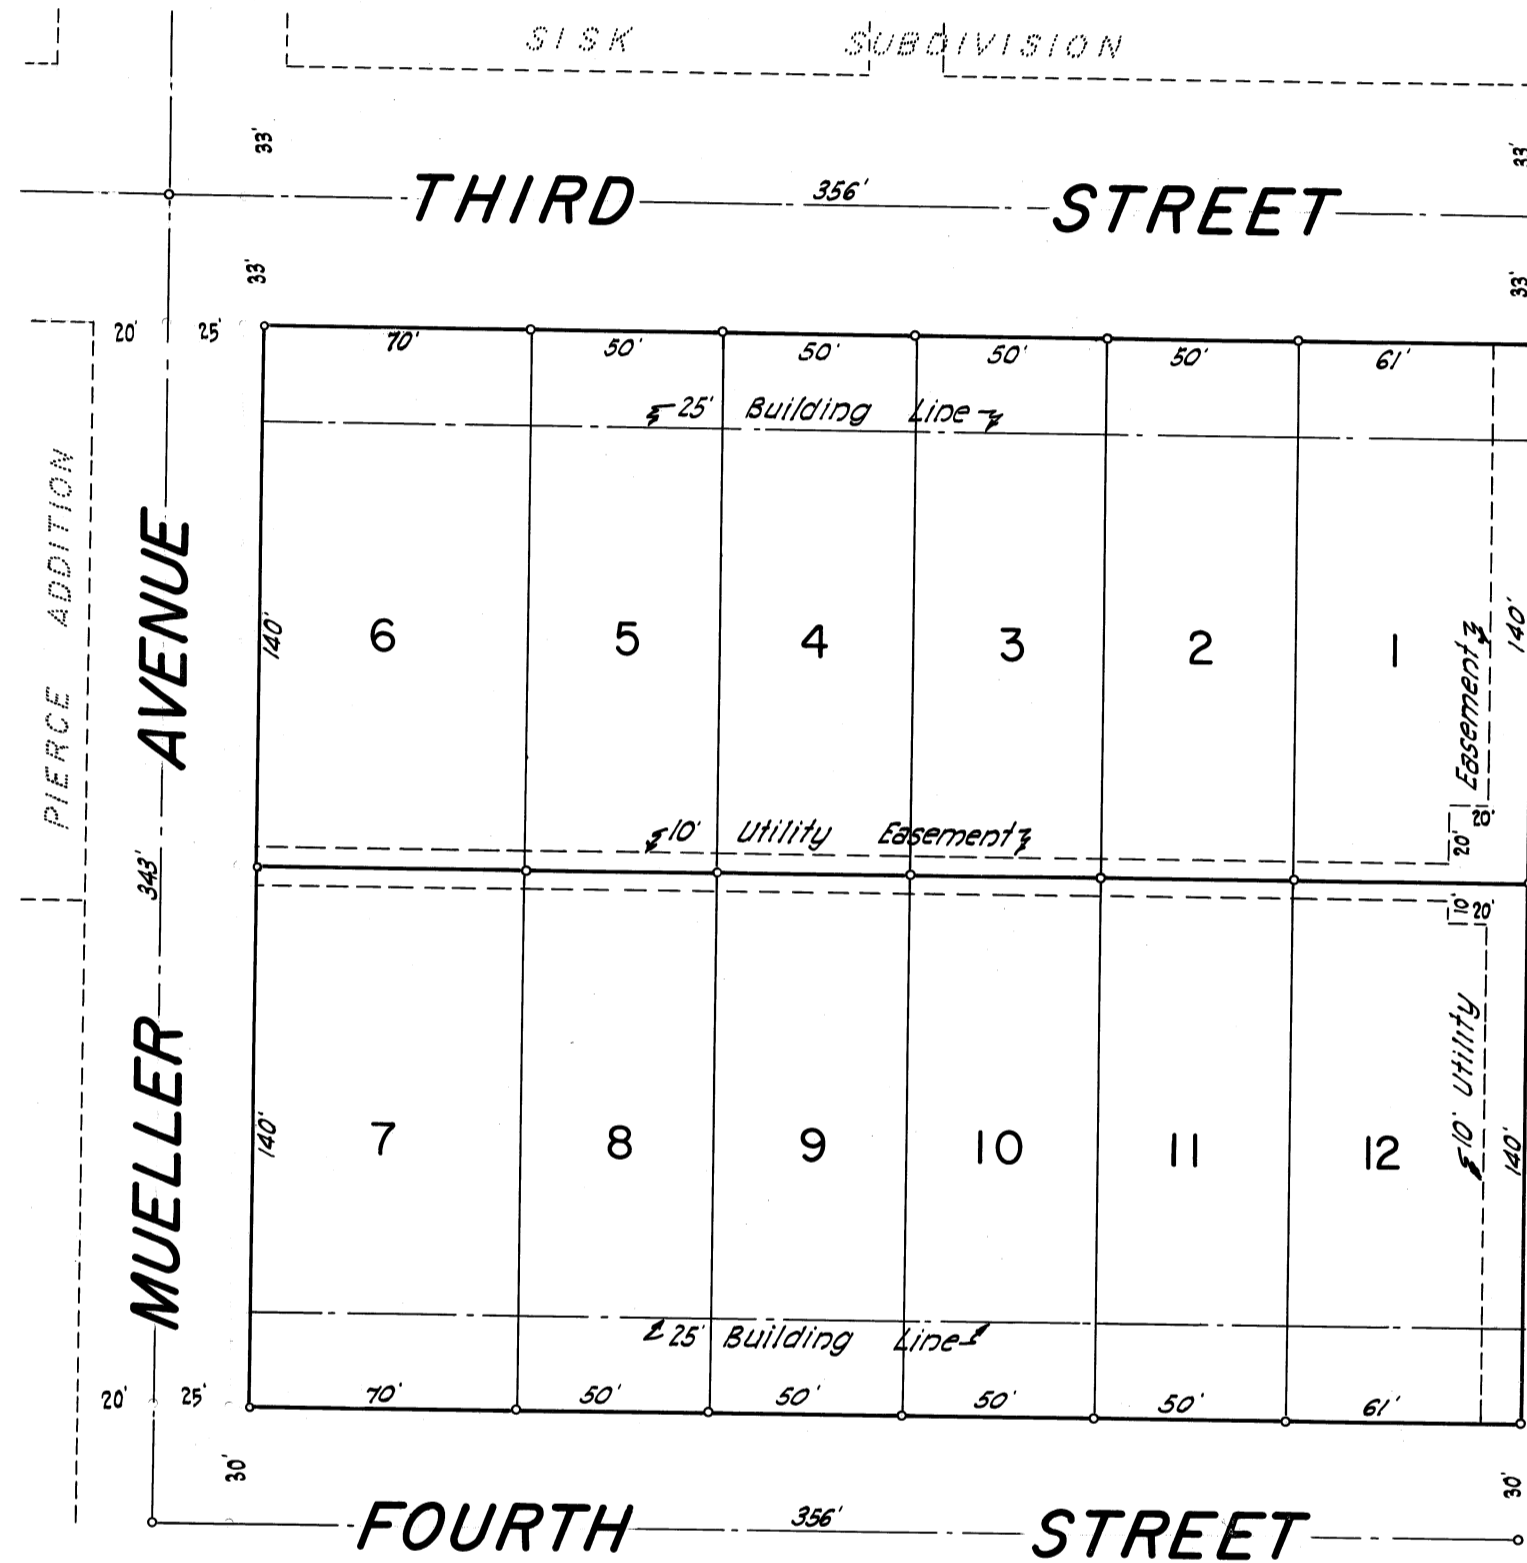 SISK SUBDIVISION
33' 33'
THIRD 356' STREET
33' 33'
20' 25'
70' 50' 50' 50' 50' 61'
25' Building Line
PIERCE ADDITION
MUELLER 343' AVENUE
140' 6 5 4 3 2 1 Easement 140'
20'
10' Utility Easement 20'
10' 20'
10' Utility
140' 7 8 9 10 11 12 140'
25' Building Line
20' 25' 70' 50' 50' 50' 50' 61'
30' 30'
FOURTH 356' STREET